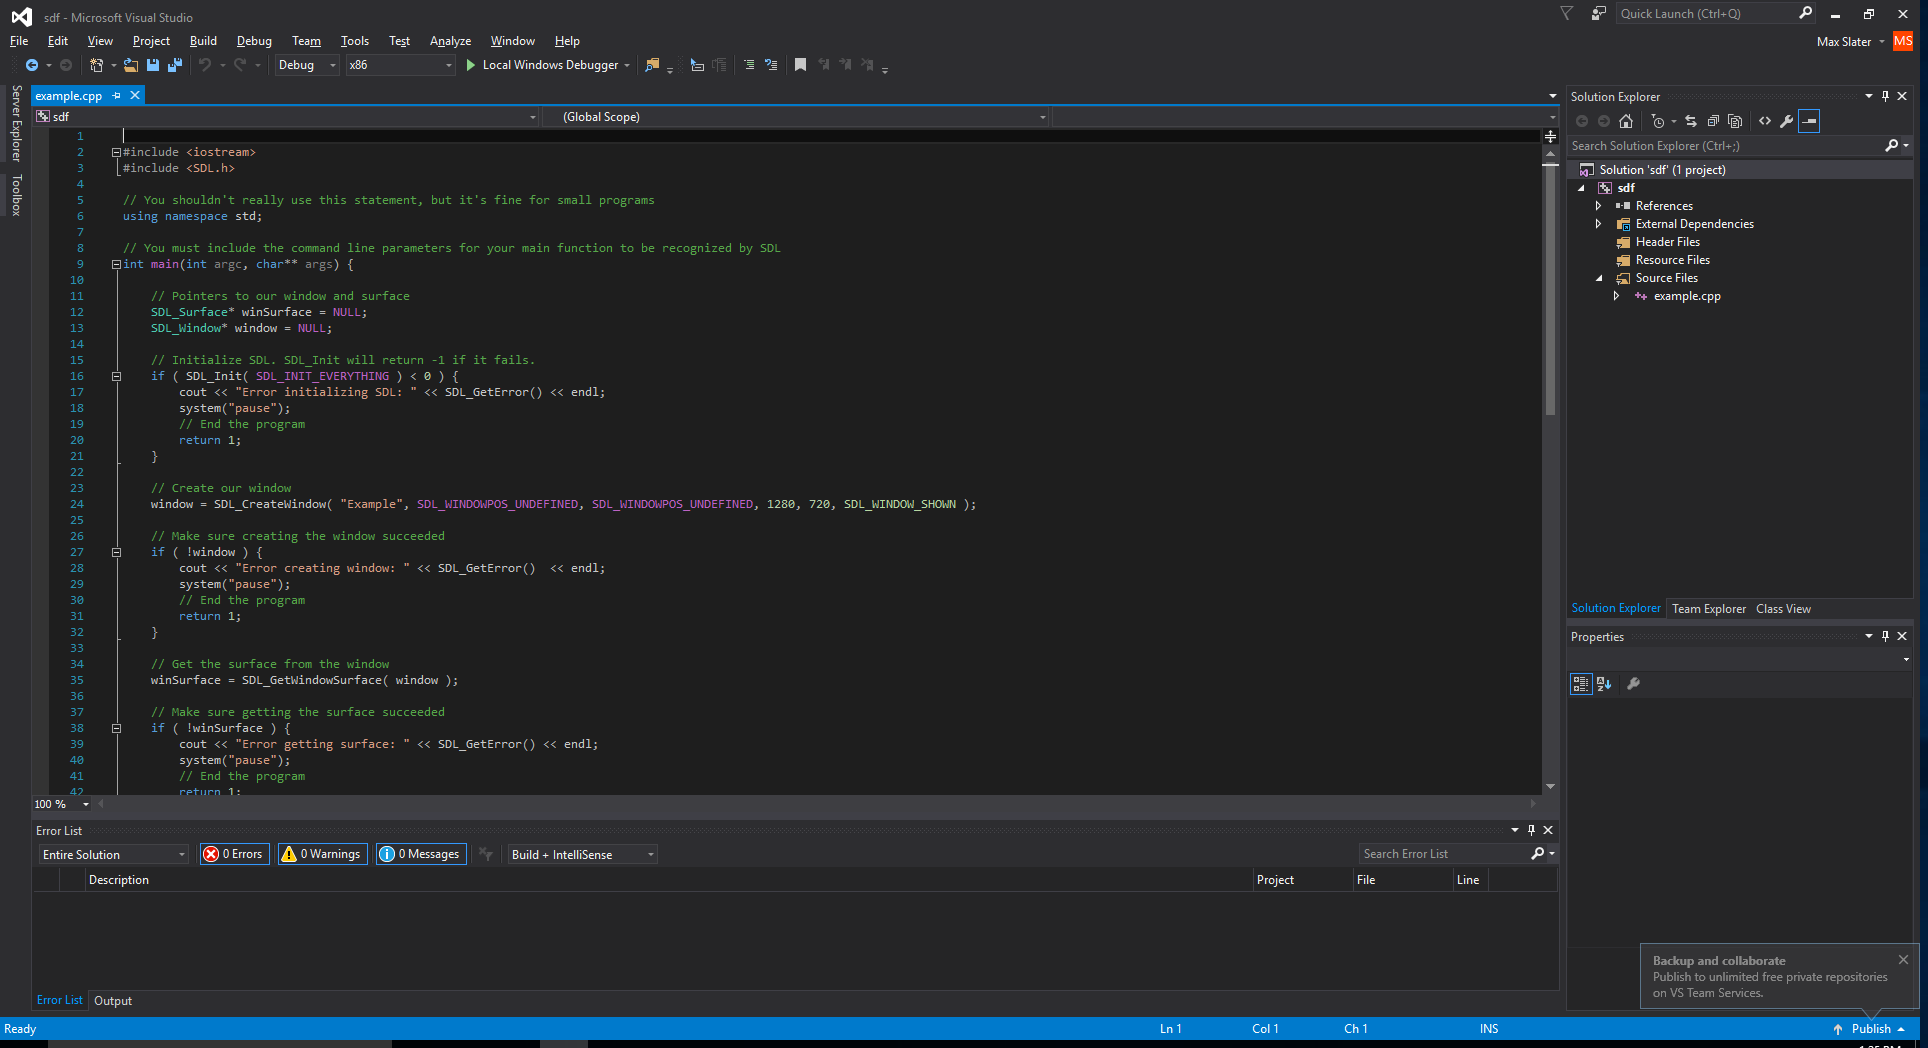 sdf - Microsoft Visual Studio
Quick Launch (Ctrl+Q)
File Edit View Project Build Debug Team Tools Test Analyze Window Help
Max Slater MS
Debug x86 Local Windows Debugger
Server Explorer
Toolbox
example.cpp
sdf (Global Scope)
1
2 #include <iostream>
3 #include <SDL.h>
4
5 // You shouldn't really use this statement, but it's fine for small programs
6 using namespace std;
7
8 // You must include the command line parameters for your main function to be recognized by SDL
9 int main(int argc, char** args) {
10
11 // Pointers to our window and surface
12 SDL_Surface* winSurface = NULL;
13 SDL_Window* window = NULL;
14
15 // Initialize SDL. SDL_Init will return -1 if it fails.
16 if ( SDL_Init( SDL_INIT_EVERYTHING ) < 0 ) {
17 cout << "Error initializing SDL: " << SDL_GetError() << endl;
18 system("pause");
19 // End the program
20 return 1;
21 }
22
23 // Create our window
24 window = SDL_CreateWindow( "Example", SDL_WINDOWPOS_UNDEFINED, SDL_WINDOWPOS_UNDEFINED, 1280, 720, SDL_WINDOW_SHOWN );
25
26 // Make sure creating the window succeeded
27 if ( !window ) {
28 cout << "Error creating window: " << SDL_GetError()  << endl;
29 system("pause");
30 // End the program
31 return 1;
32 }
33
34 // Get the surface from the window
35 winSurface = SDL_GetWindowSurface( window );
36
37 // Make sure getting the surface succeeded
38 if ( !winSurface ) {
39 cout << "Error getting surface: " << SDL_GetError() << endl;
40 system("pause");
41 // End the program
42 return 1;
100 %
Error List
Entire Solution 0 Errors 0 Warnings 0 Messages Build + IntelliSense Search Error List
Description Project File Line
Error List Output
Solution Explorer
Search Solution Explorer (Ctrl+;)
Solution 'sdf' (1 project)
sdf
References
External Dependencies
Header Files
Resource Files
Source Files
example.cpp
Solution Explorer Team Explorer Class View
Properties
Backup and collaborate
Publish to unlimited free private repositories
on VS Team Services.
Ready Ln 1 Col 1 Ch 1 INS Publish